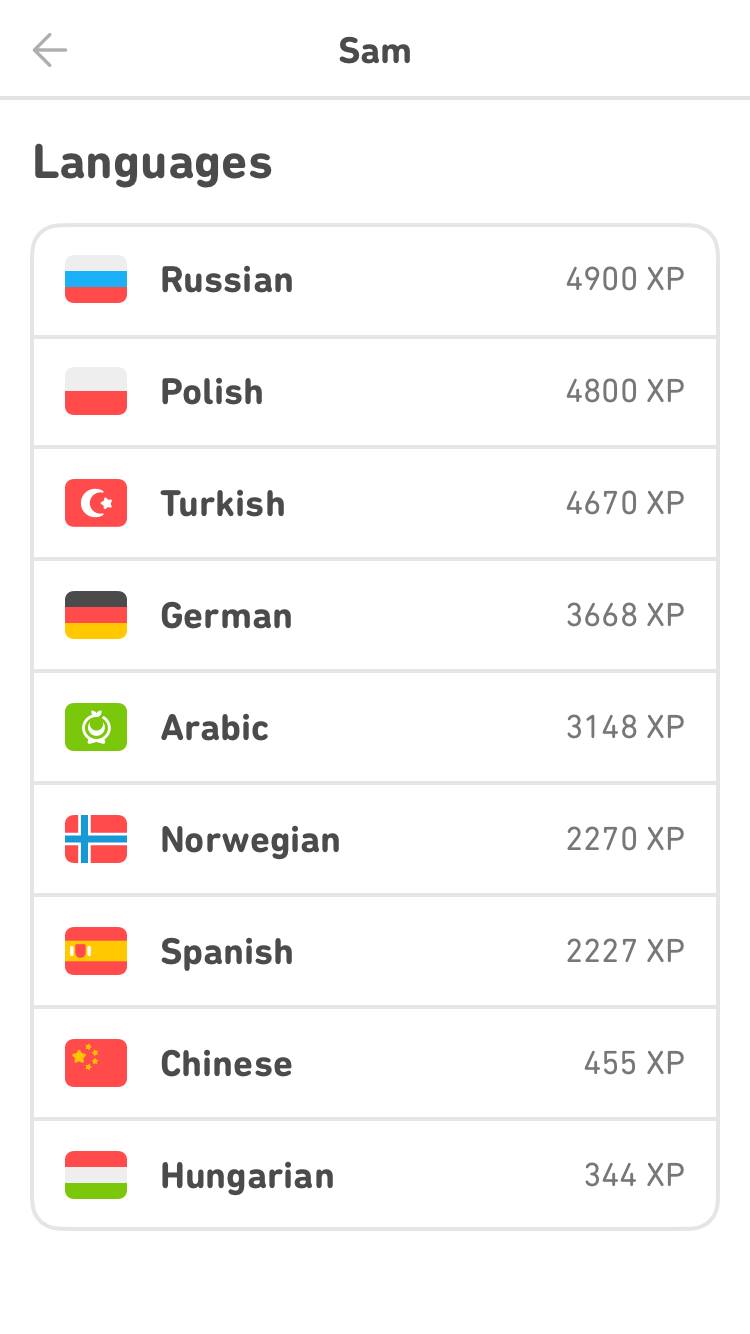 Sam
Languages
Russian 4900 XP
Polish 4800 XP
Turkish 4670 XP
German 3668 XP
Arabic 3148 XP
Norwegian 2270 XP
Spanish 2227 XP
Chinese 455 XP
Hungarian 344 XP